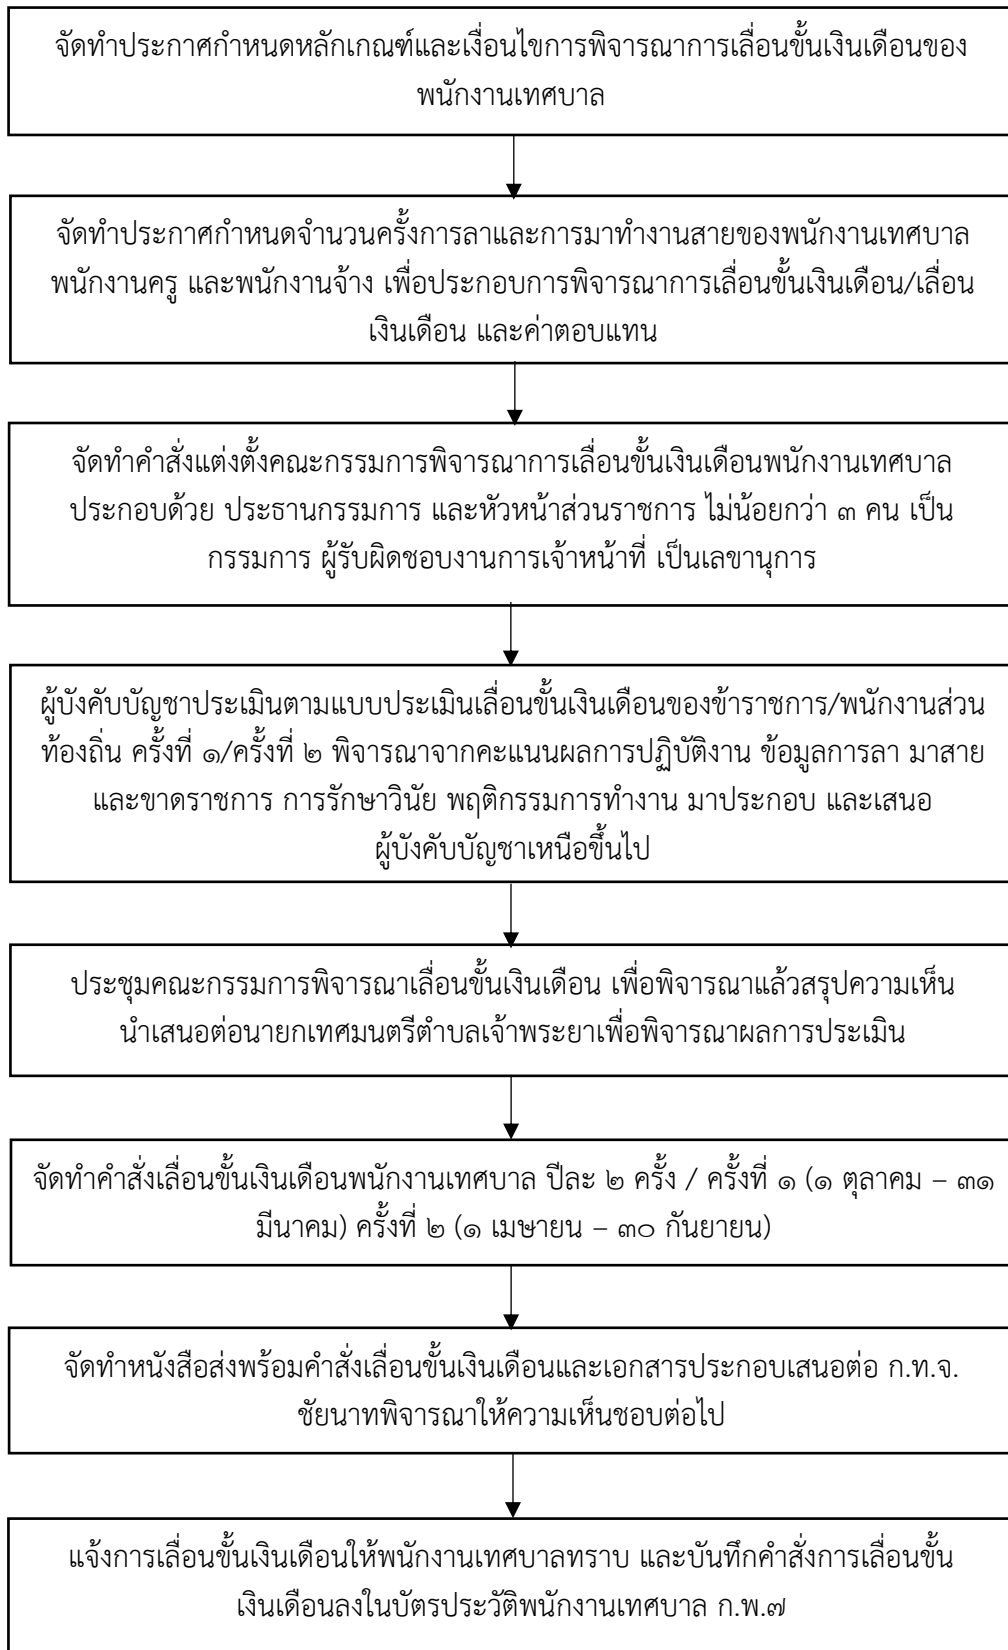 จัดทำประกาศกำหนดหลักเกณฑ์และเงื่อนไขการพิจารณาการเลื่อนขั้นเงินเดือนของ
พนักงานเทศบาล
จัดทำประกาศกำหนดจำนวนครั้งการลาและการมาทำงานสายของพนักงานเทศบาล
พนักงานครู และพนักงานจ้าง เพื่อประกอบการพิจารณาการเลื่อนขั้นเงินเดือน/เลื่อน
เงินเดือน และค่าตอบแทน
จัดทำคำสั่งแต่งตั้งคณะกรรมการพิจารณาการเลื่อนขั้นเงินเดือนพนักงานเทศบาล
ประกอบด้วย ประธานกรรมการ และหัวหน้าส่วนราชการ ไม่น้อยกว่า ๓ คน เป็น
กรรมการ ผู้รับผิดชอบงานการเจ้าหน้าที่ เป็นเลขานุการ
ผู้บังคับบัญชาประเมินตามแบบประเมินเลื่อนขั้นเงินเดือนของข้าราชการ/พนักงานส่วน
ท้องถิ่น ครั้งที่ ๑/ครั้งที่ ๒ พิจารณาจากคะแนนผลการปฏิบัติงาน ข้อมูลการลา มาสาย
และขาดราชการ การรักษาวินัย พฤติกรรมการทำงาน มาประกอบ และเสนอ
ผู้บังคับบัญชาเหนือขึ้นไป
ประชุมคณะกรรมการพิจารณาเลื่อนขั้นเงินเดือน เพื่อพิจารณาแล้วสรุปความเห็น
นำเสนอต่อนายกเทศมนตรีตำบลเจ้าพระยาเพื่อพิจารณาผลการประเมิน
จัดทำคำสั่งเลื่อนขั้นเงินเดือนพนักงานเทศบาล ปีละ ๒ ครั้ง / ครั้งที่ ๑ (๑ ตุลาคม – ๓๑
มีนาคม) ครั้งที่ ๒ (๑ เมษายน – ๓๐ กันยายน)
จัดทำหนังสือส่งพร้อมคำสั่งเลื่อนขั้นเงินเดือนและเอกสารประกอบเสนอต่อ ก.ท.จ.
ชัยนาทพิจารณาให้ความเห็นชอบต่อไป
แจ้งการเลื่อนขั้นเงินเดือนให้พนักงานเทศบาลทราบ และบันทึกคำสั่งการเลื่อนขั้น
เงินเดือนลงในบัตรประวัติพนักงานเทศบาล ก.พ.๗